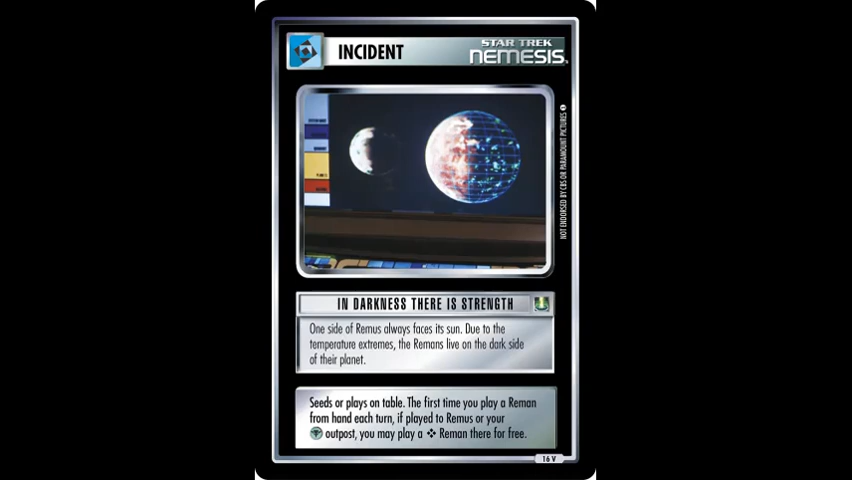 INCIDENT
STAR TREK
NEMESIS
NOT ENDORSED BY CBS OR PARAMOUNT PICTURES
IN DARKNESS THERE IS STRENGTH
One side of Remus always faces its sun. Due to the
temperature extremes, the Remans live on the dark side
of their planet.
Seeds or plays on table. The first time you play a Reman
from hand each turn, if played to Remus or your
outpost, you may play a ❖ Reman there for free.
16 V